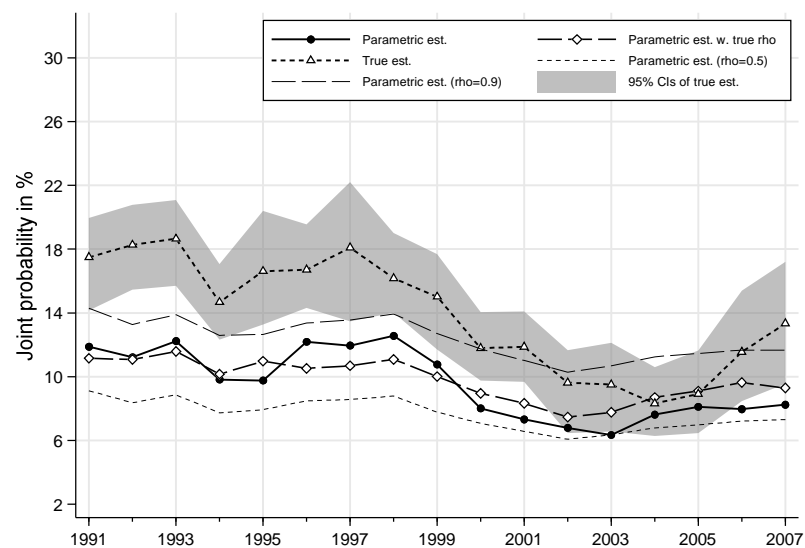 Parametric est.
Parametric est. w. true rho
True est.
Parametric est. (rho=0.5)
Parametric est. (rho=0.9)
95% CIs of true est.
Joint probability in %
30
26
22
18
14
10
6
2
1991 1993 1995 1997 1999 2001 2003 2005 2007